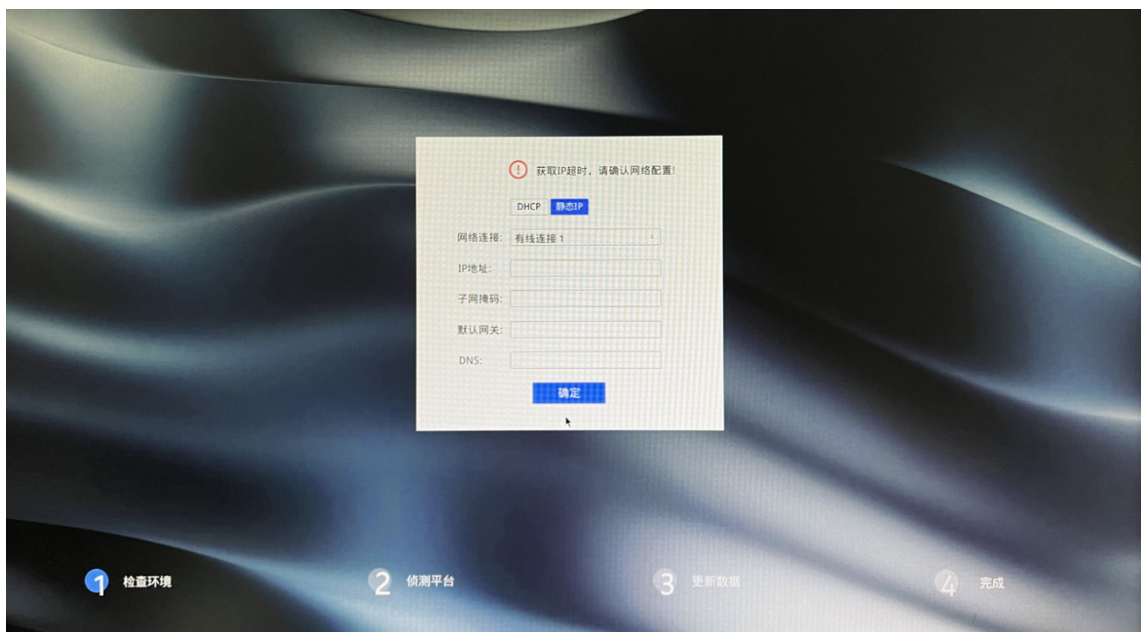 获取IP超时，请确认网络配置!
DHCP 静态IP
网络连接: 有线连接 1
IP地址:
子网掩码:
默认网关:
DNS:
确定
1 检查环境 2 侦测平台 3 更新数据 4 完成